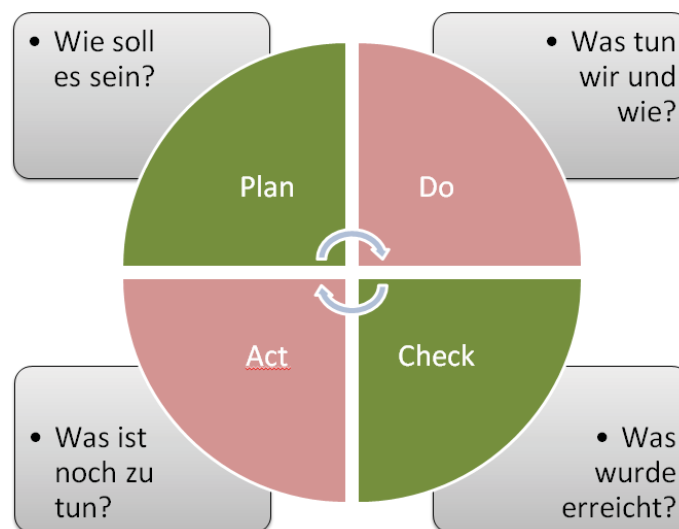 • Wie soll
es sein?
• Was tun
wir und
wie?
Plan
Do
Act
Check
• Was ist
noch zu
tun?
• Was
wurde
erreicht?